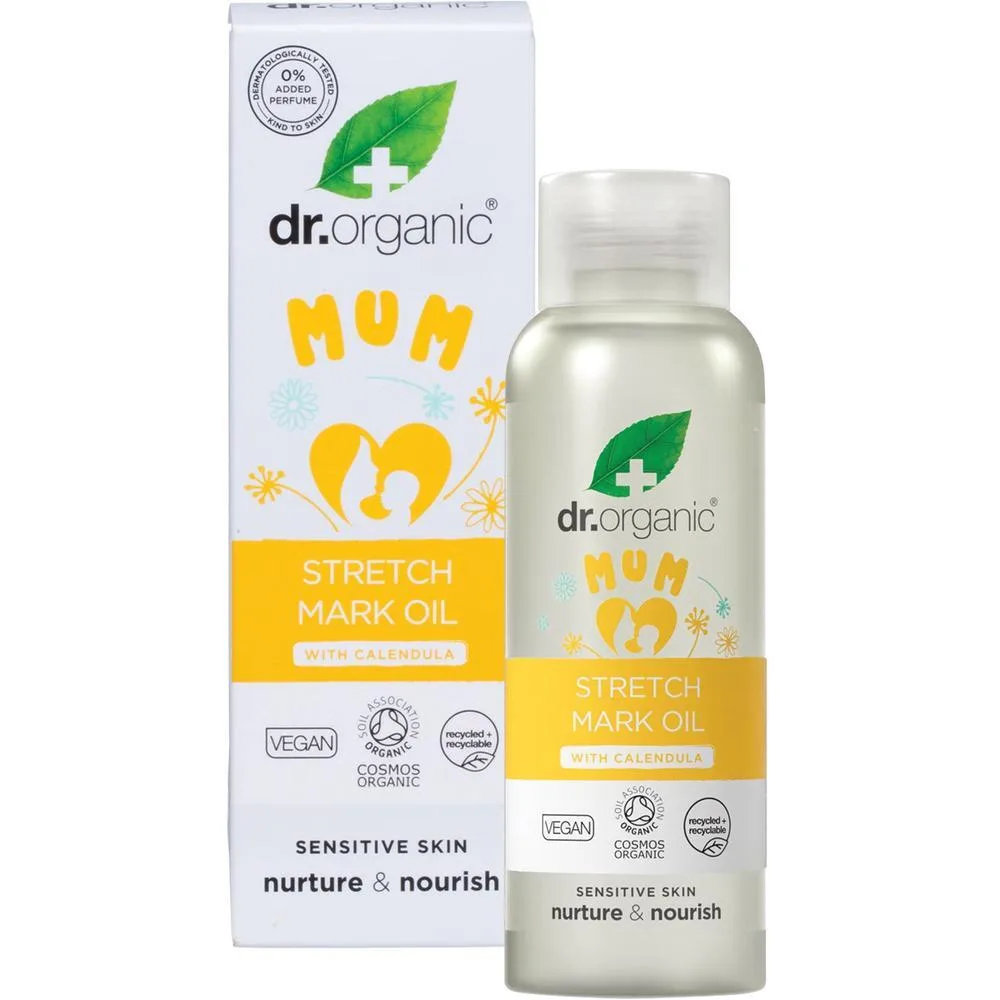 dr.organic
DERMATOLOGICALLY TESTED
0%
ADDED
PERFUME
KIND TO SKIN
dr.organic®
MUM
STRETCH
MARK OIL
WITH CALENDULA
VEGAN
SOIL ASSOCIATION
ORGANIC
COSMOS
ORGANIC
recycled +
recyclable
SENSITIVE SKIN
nurture & nourish
dr.organic®
MUM
STRETCH
MARK OIL
WITH CALENDULA
VEGAN
SOIL ASSOCIATION
ORGANIC
COSMOS
ORGANIC
recycled +
recyclable
SENSITIVE SKIN
nurture & nourish